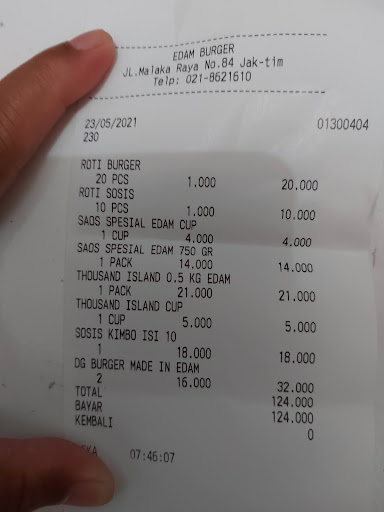 EDAM BURGER
JL.Malaka Raya No.84 Jak-tim
Telp: 021-8621610
23/05/2021 01300404
230
ROTI BURGER
20 PCS 1.000 20.000
ROTI SOSIS
10 PCS 1.000 10.000
SAOS SPESIAL EDAM CUP
1 CUP 4.000 4.000
SAOS SPESIAL EDAM 750 GR
1 PACK 14.000 14.000
THOUSAND ISLAND 0.5 KG EDAM
1 PACK 21.000 21.000
THOUSAND ISLAND CUP
1 CUP 5.000 5.000
SOSIS KIMBO ISI 10
1 18.000 18.000
DG BURGER MADE IN EDAM
2 16.000 32.000
TOTAL 124.000
BAYAR 124.000
KEMBALI 0
07:46:07